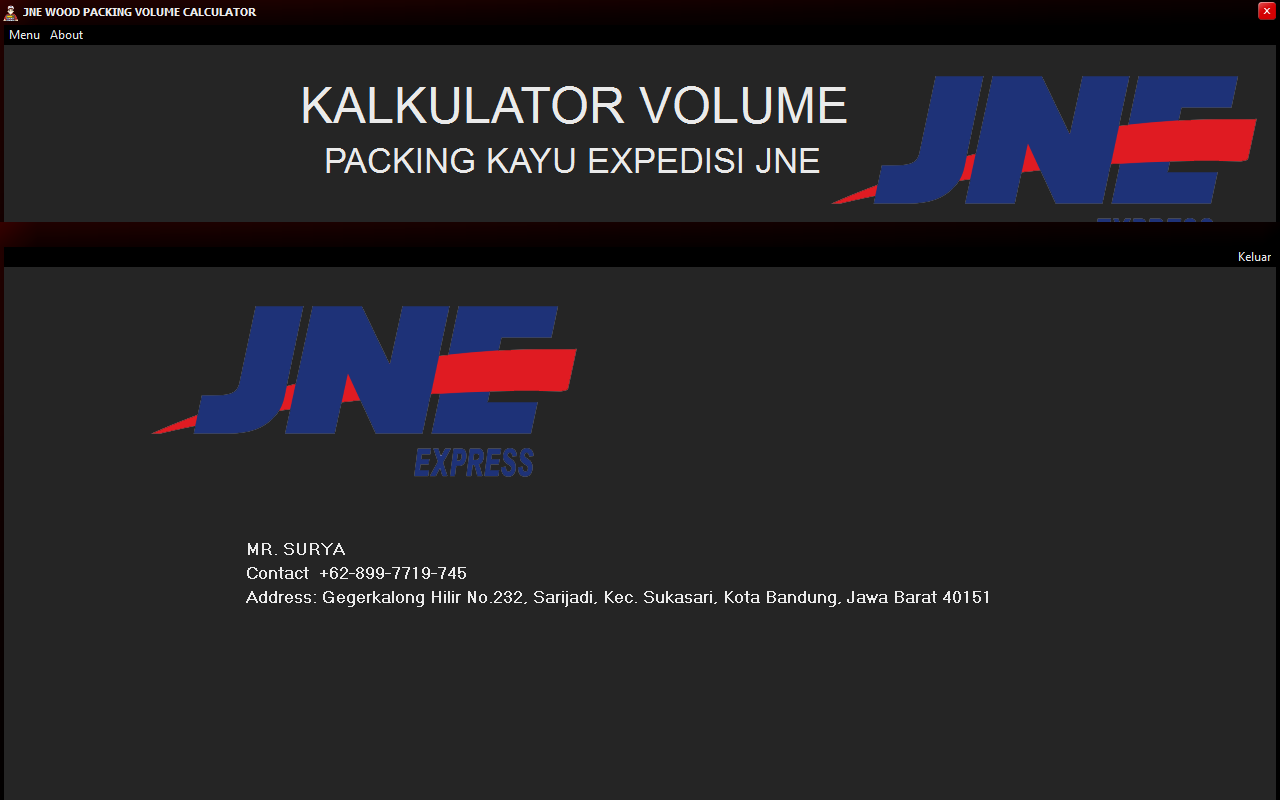 JNE WOOD PACKING VOLUME CALCULATOR
Menu About
KALKULATOR VOLUME
PACKING KAYU EXPEDISI JNE
JNE
EXPRESS
Keluar
JNE
EXPRESS
MR. SURYA
Contact +62-899-7719-745
Address: Gegerkalong Hilir No.232, Sarijadi, Kec. Sukasari, Kota Bandung, Jawa Barat 40151